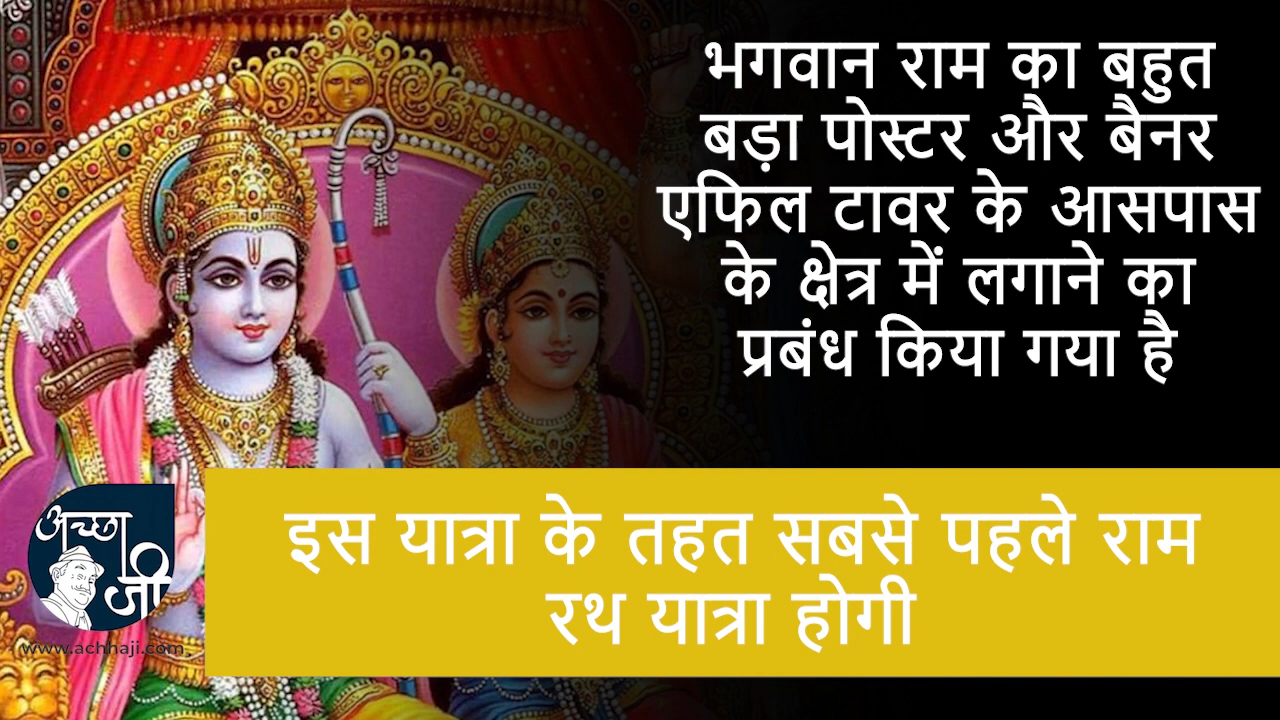 भगवान राम का बहुत
बड़ा पोस्टर और बैनर
एफिल टावर के आसपास
के क्षेत्र में लगाने का
प्रबंध किया गया है
इस यात्रा के तहत सबसे पहले राम
रथ यात्रा होगी
अच्छा
जी
www.achhaji.com